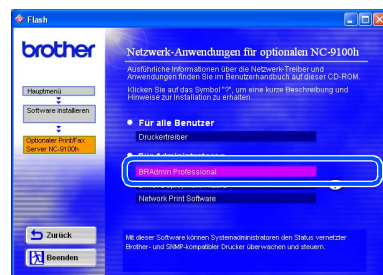 Flash
brother
Netzwerk-Anwendungen für optionalen NC-9100h
Ausführliche Informationen über die Netzwerk-Treiber und
Anwendungen finden Sie im Benutzerhandbuch auf dieser CD-ROM.
Klicken Sie auf das Symbol "?", um eine kurze Beschreibung und
Hinweise zur Installation zu erhalten.
Hauptmenü
Software installieren
Optionaler Print/Fax
Server NC-9100h
Für alle Benutzer
Druckertreiber
Für Administratoren
BRAdmin Professional
Network Print Software
Mit dieser Software können Systemadministratoren den Status vernetzter
Brother- und SNMP-kompatibler Drucker überwachen und steuern.
Zurück
Beenden